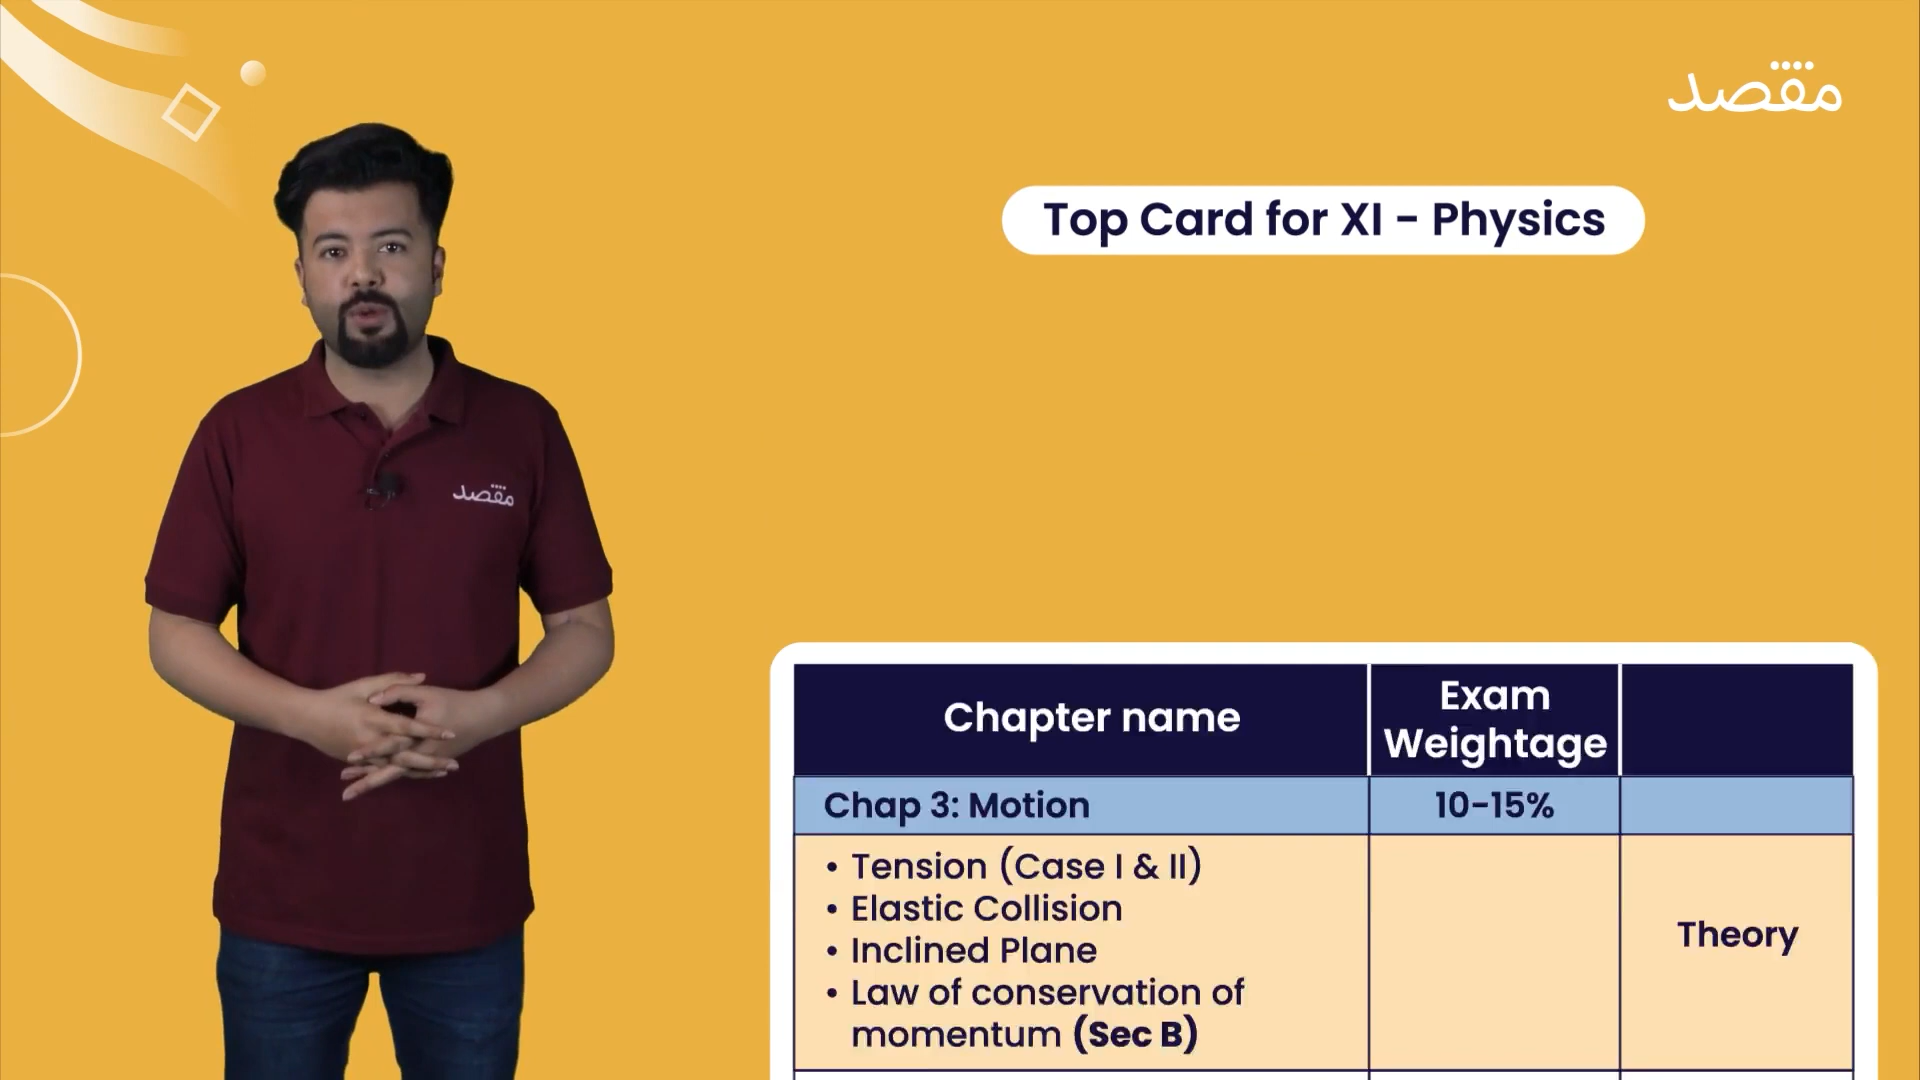 مقصد
Top Card for XI - Physics
مقصد
Chapter name
Exam
Weightage
Chap 3: Motion
10-15%
• Tension (Case I & II)
• Elastic Collision
• Inclined Plane
• Law of conservation of
momentum (Sec B)
Theory